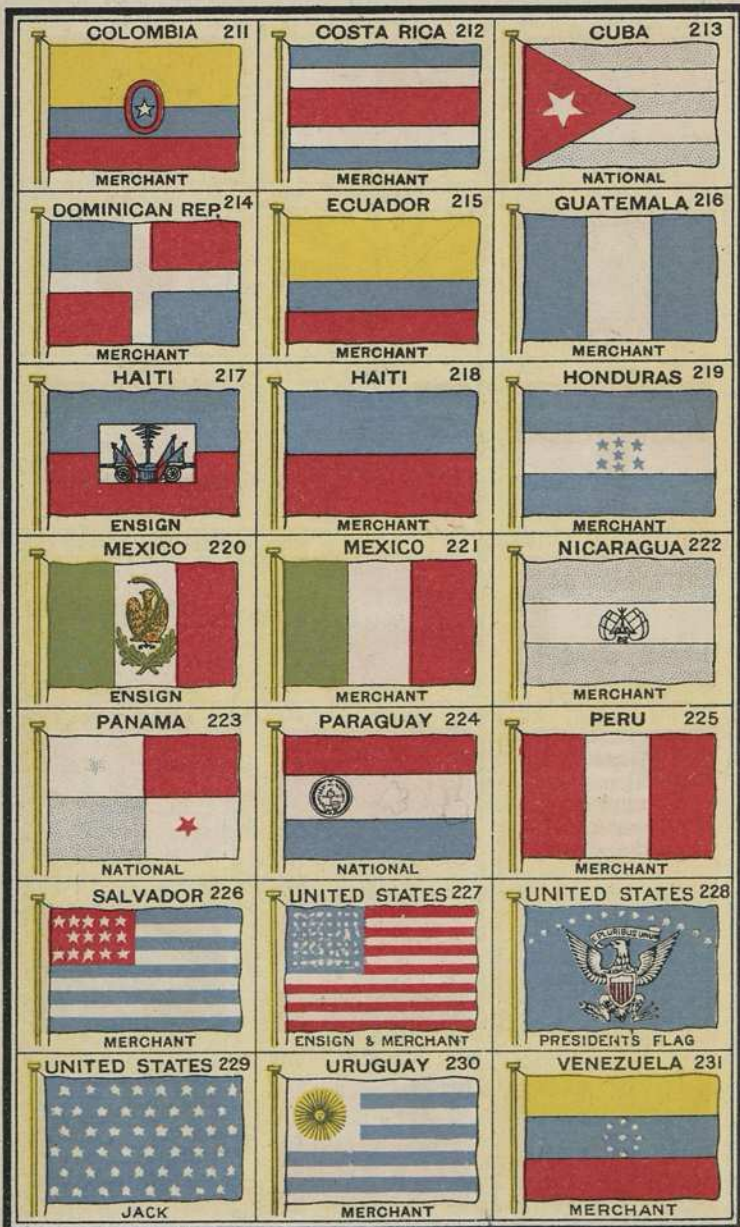 COLOMBIA 211
MERCHANT
COSTA RICA 212
MERCHANT
CUBA 213
NATIONAL
DOMINICAN REP. 214
MERCHANT
ECUADOR 215
MERCHANT
GUATEMALA 216
MERCHANT
HAITI 217
ENSIGN
HAITI 218
MERCHANT
HONDURAS 219
MERCHANT
MEXICO 220
ENSIGN
MEXICO 221
MERCHANT
NICARAGUA 222
MERCHANT
PANAMA 223
NATIONAL
PARAGUAY 224
NATIONAL
PERU 225
MERCHANT
SALVADOR 226
MERCHANT
UNITED STATES 227
ENSIGN & MERCHANT
UNITED STATES 228
E PLURIBUS UNUM
PRESIDENT'S FLAG
UNITED STATES 229
JACK
URUGUAY 230
MERCHANT
VENEZUELA 231
MERCHANT